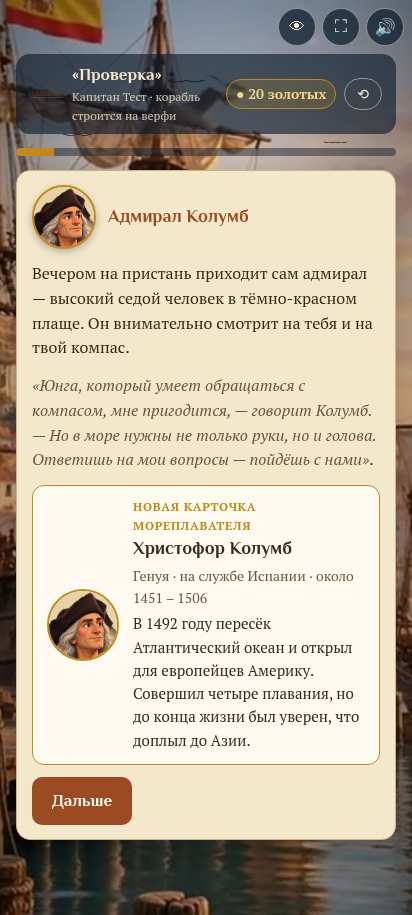 «Проверка»
Капитан Тест · корабль
строится на верфи
● 20 золотых
⟲
Адмирал Колумб
Вечером на пристань приходит сам адмирал
— высокий седой человек в тёмно-красном
плаще. Он внимательно смотрит на тебя и на
твой компас.
«Юнга, который умеет обращаться с
компасом, мне пригодится, — говорит Колумб.
— Но в море нужны не только руки, но и голова.
Ответишь на мои вопросы — пойдёшь с нами».
НОВАЯ КАРТОЧКА
МОРЕПЛАВАТЕЛЯ
Христофор Колумб
Генуя · на службе Испании · около
1451 – 1506
В 1492 году пересёк
Атлантический океан и открыл
для европейцев Америку.
Совершил четыре плавания, но
до конца жизни был уверен, что
доплыл до Азии.
Дальше